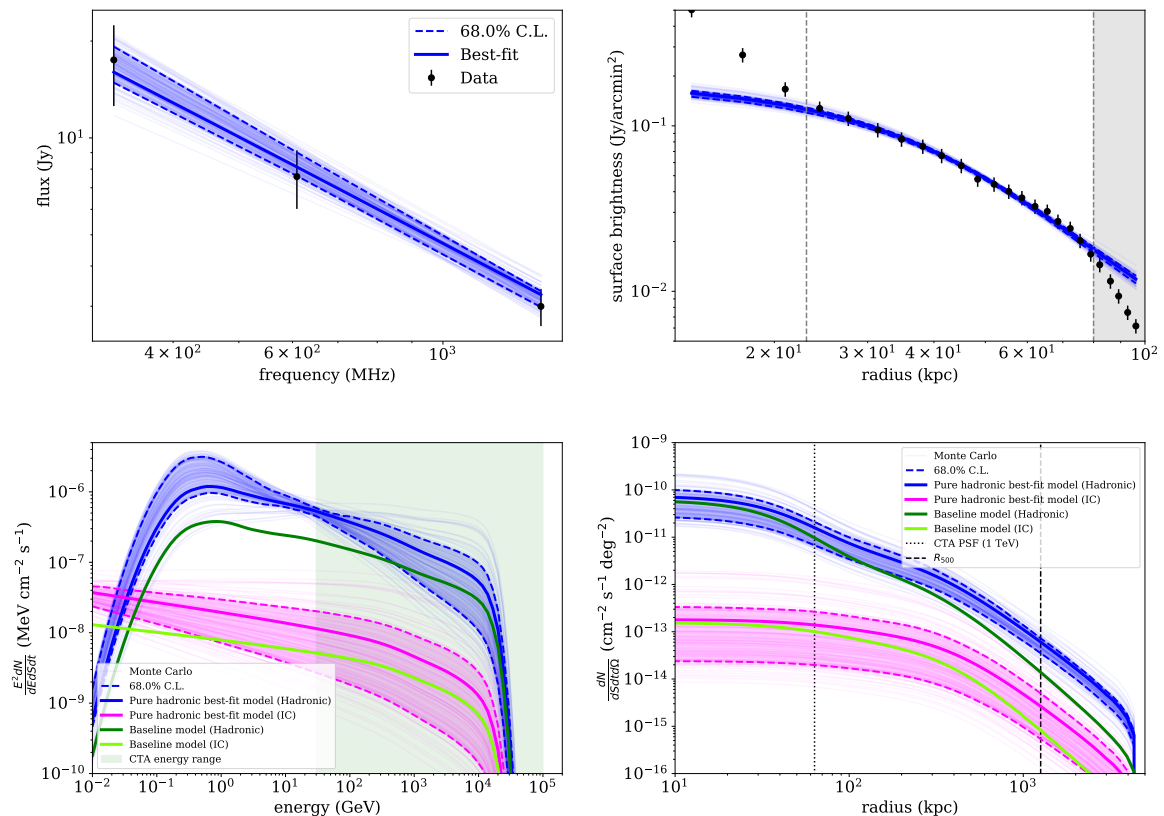 68.0% C.L.
Best-fit
Data
10¹
flux (Jy)
4 × 10² 6 × 10² 10³
frequency (MHz)
surface brightness (Jy/arcmin²)
10⁻¹
10⁻²
2 × 10¹ 3 × 10¹ 4 × 10¹ 6 × 10¹ 10²
radius (kpc)
E²dN/dEdSdt (MeV cm⁻² s⁻¹)
10⁻⁶
10⁻⁷
10⁻⁸
10⁻⁹
10⁻¹⁰
Monte Carlo
68.0% C.L.
Pure hadronic best-fit model (Hadronic)
Pure hadronic best-fit model (IC)
Baseline model (Hadronic)
Baseline model (IC)
CTA energy range
10⁻² 10⁻¹ 10⁰ 10¹ 10² 10³ 10⁴ 10⁵
energy (GeV)
dN/dSdtdΩ (cm⁻² s⁻¹ deg⁻²)
10⁻⁹
10⁻¹⁰
10⁻¹¹
10⁻¹²
10⁻¹³
10⁻¹⁴
10⁻¹⁵
10⁻¹⁶
Monte Carlo
68.0% C.L.
Pure hadronic best-fit model (Hadronic)
Pure hadronic best-fit model (IC)
Baseline model (Hadronic)
Baseline model (IC)
CTA PSF (1 TeV)
R₅₀₀
10¹ 10² 10³
radius (kpc)